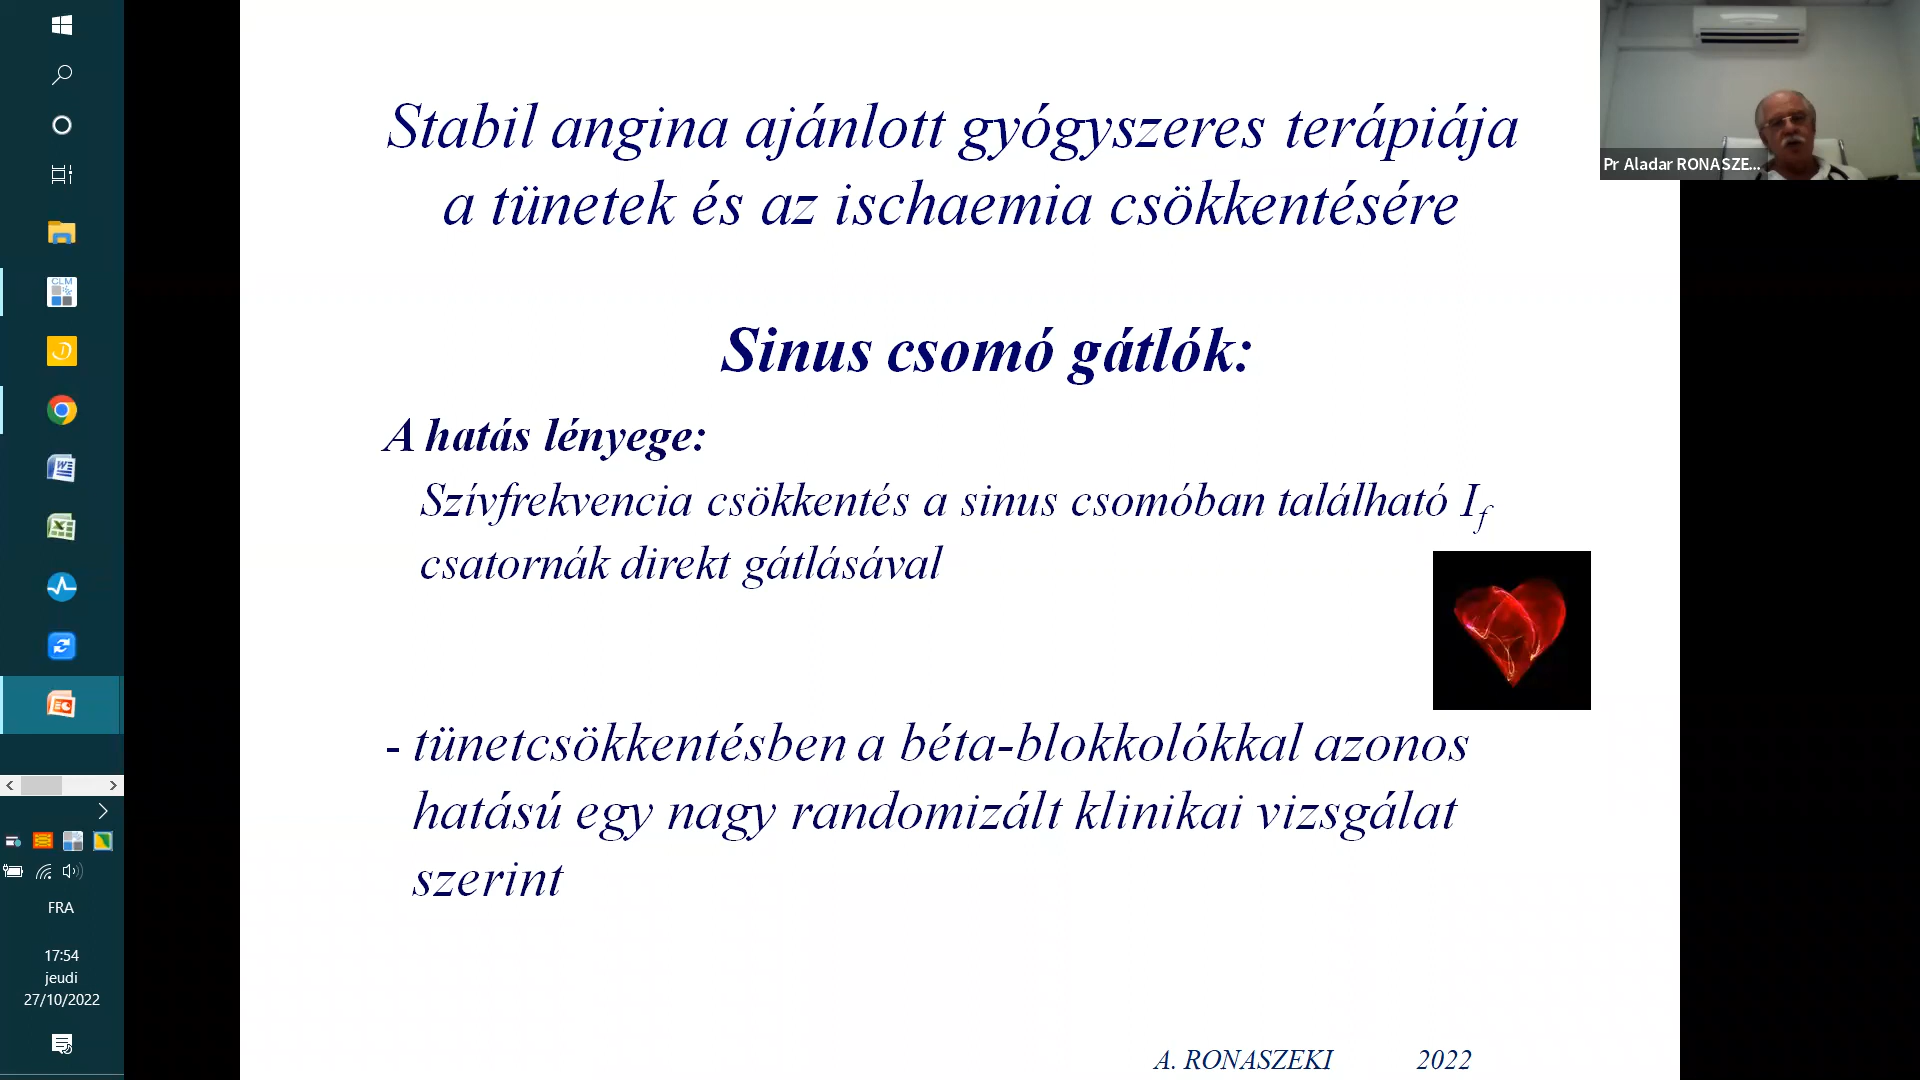 Stabil angina ajánlott gyógyszeres terápiája
a tünetek és az ischaemia csökkentésére
Sinus csomó gátlók:
A hatás lényege:
Szívfrekvencia csökkentés a sinus csomóban található If
csatornák direkt gátlásával
- tünetcsökkentésben a béta-blokkolókkal azonos
hatású egy nagy randomizált klinikai vizsgálat
szerint
A. RONASZEKI 2022
Pr Aladar RONASZE...
CLM
FRA
17:54
jeudi
27/10/2022